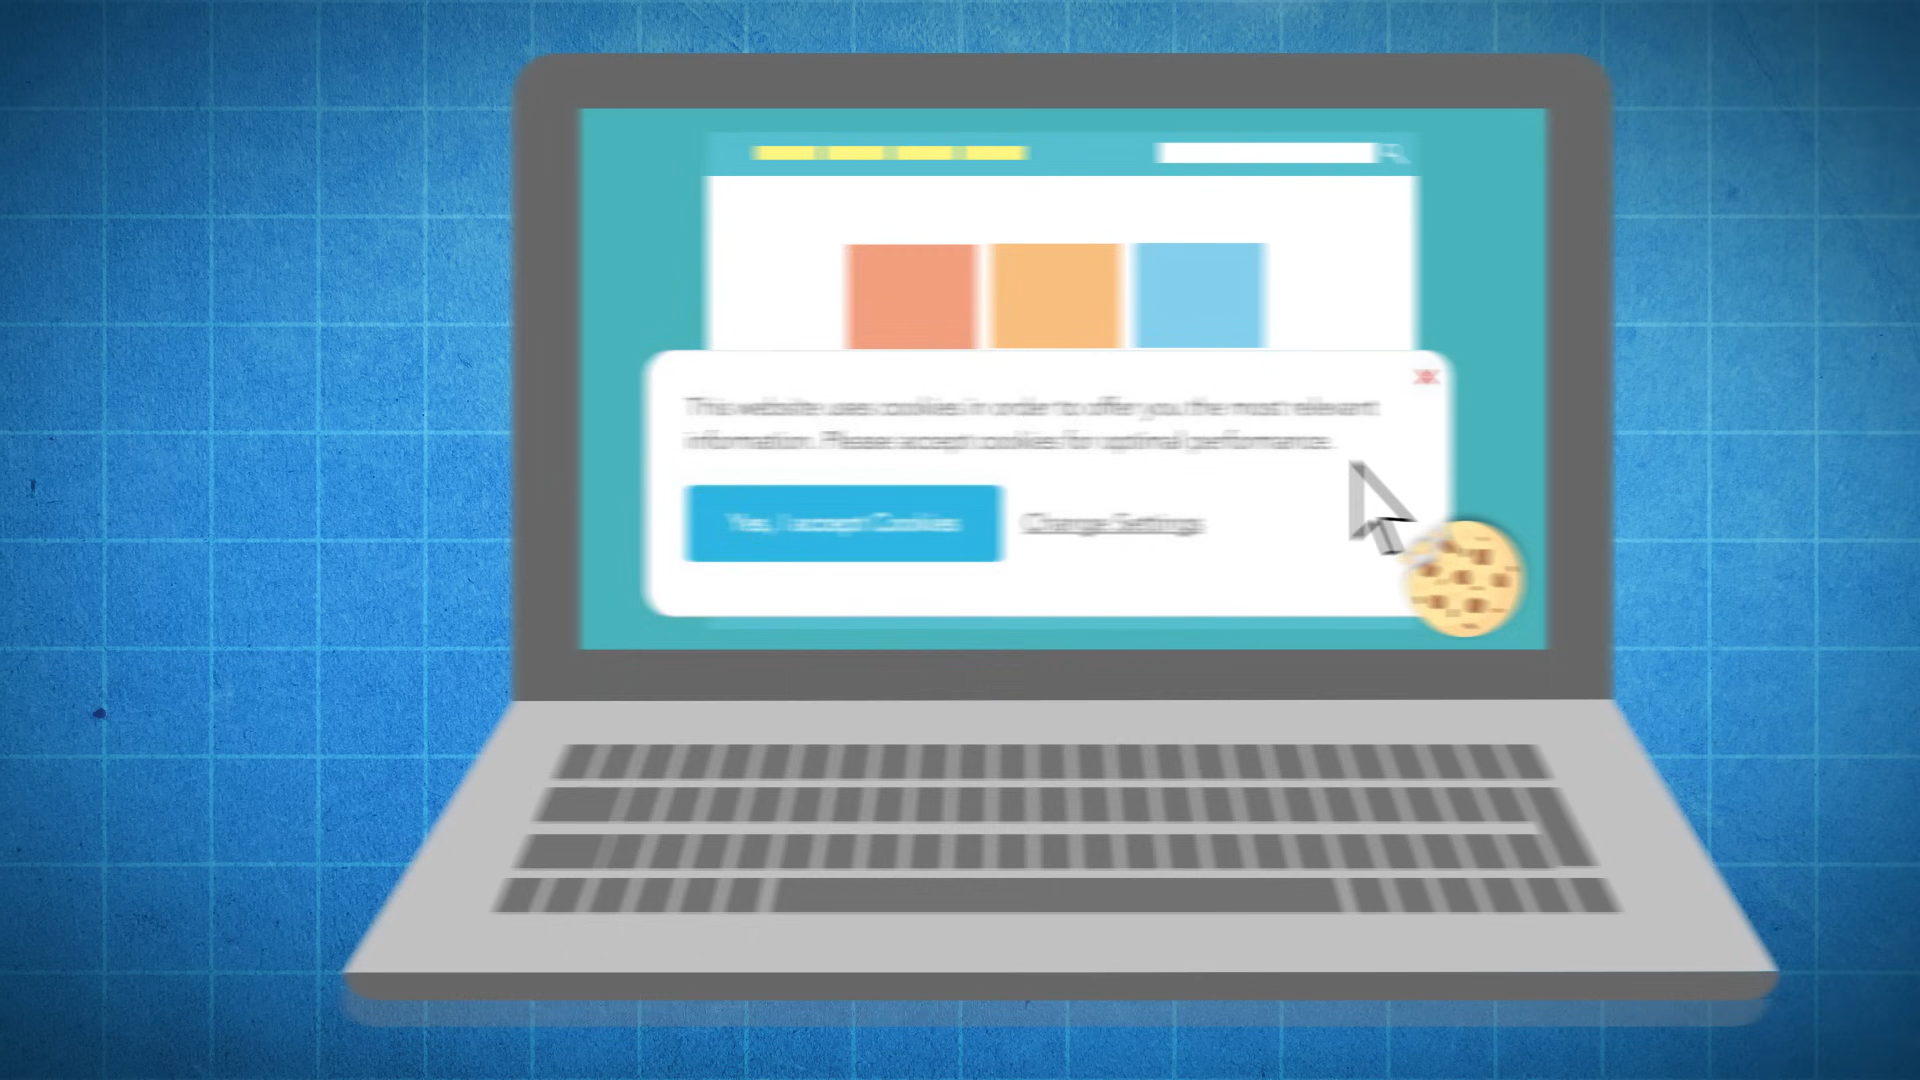 This website uses cookies in order to offer you the most relevant
information. Please accept cookies for optimal performance.
Yes, I accept Cookies
Change Settings